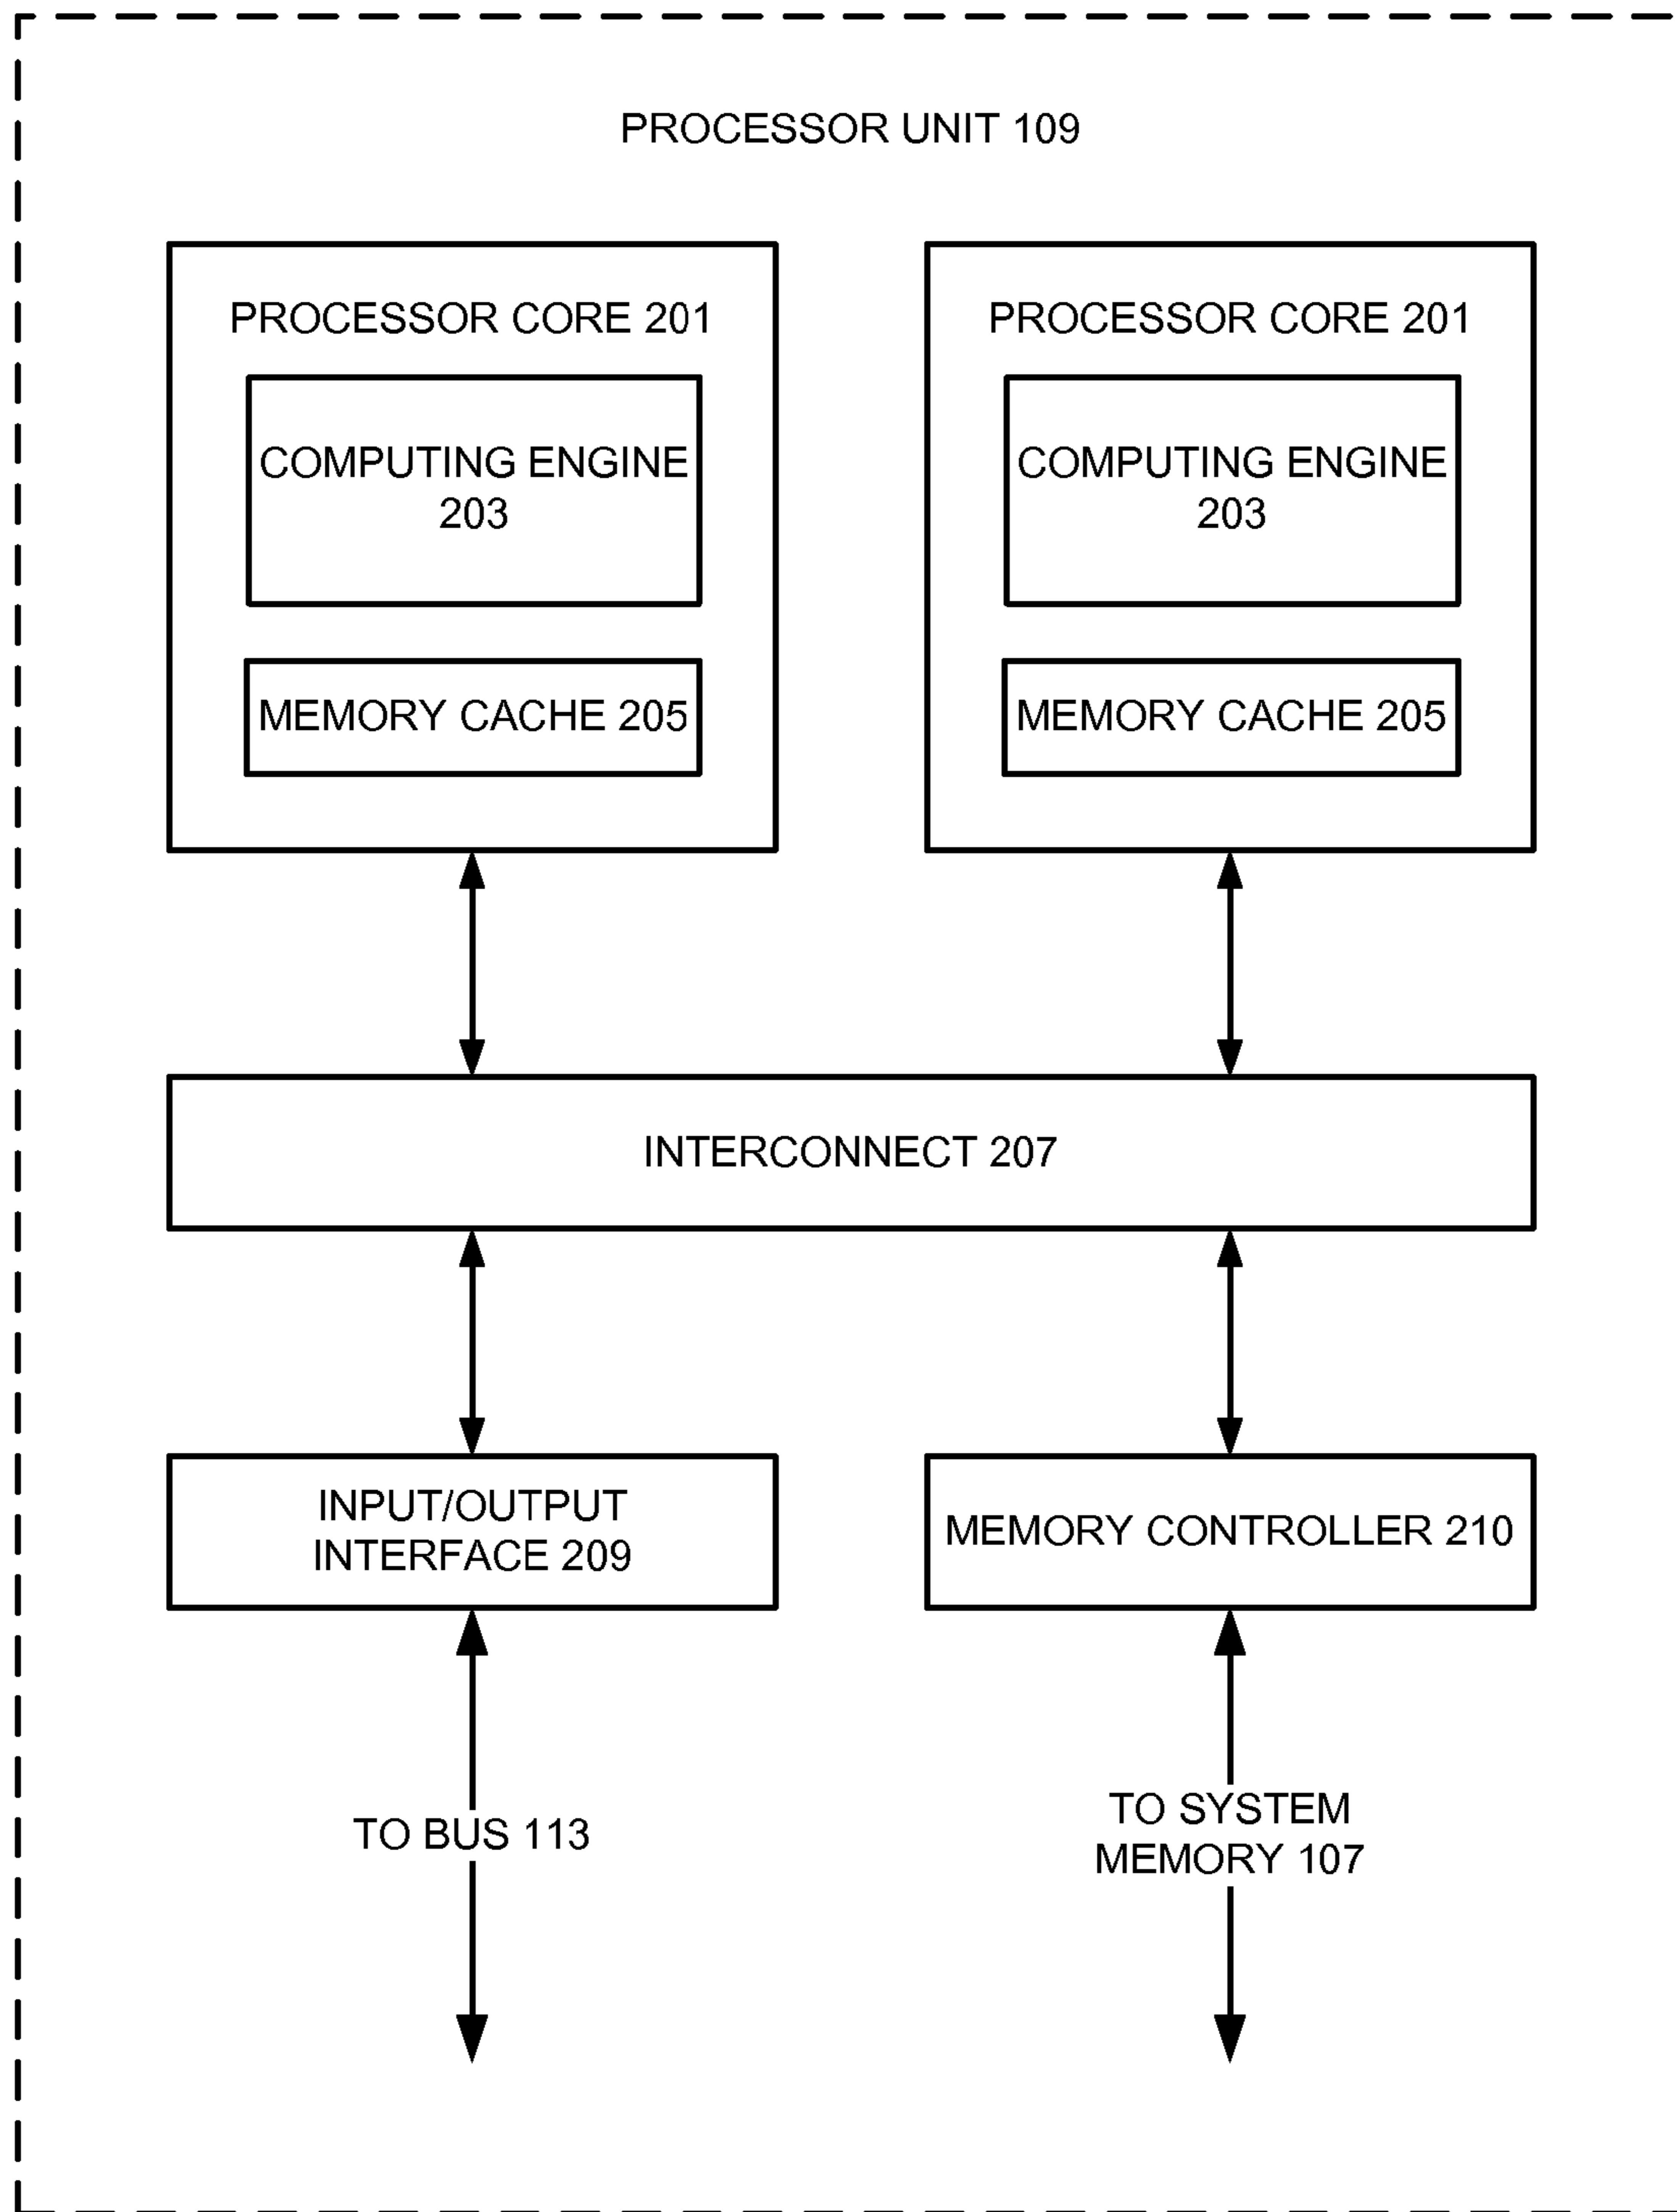 PROCESSOR UNIT 109
PROCESSOR CORE 201
COMPUTING ENGINE
203
MEMORY CACHE 205
PROCESSOR CORE 201
COMPUTING ENGINE
203
MEMORY CACHE 205
INTERCONNECT 207
INPUT/OUTPUT
INTERFACE 209
MEMORY CONTROLLER 210
TO BUS 113
TO SYSTEM
MEMORY 107